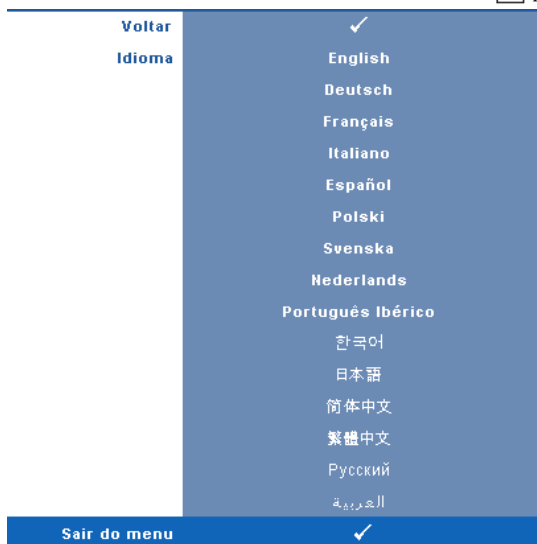 Voltar ✓
Idioma English
Deutsch
Français
Italiano
Español
Polski
Svenska
Nederlands
Português Ibérico
한국어
日本語
简体中文
繁體中文
Русский
العربية
Sair do menu ✓